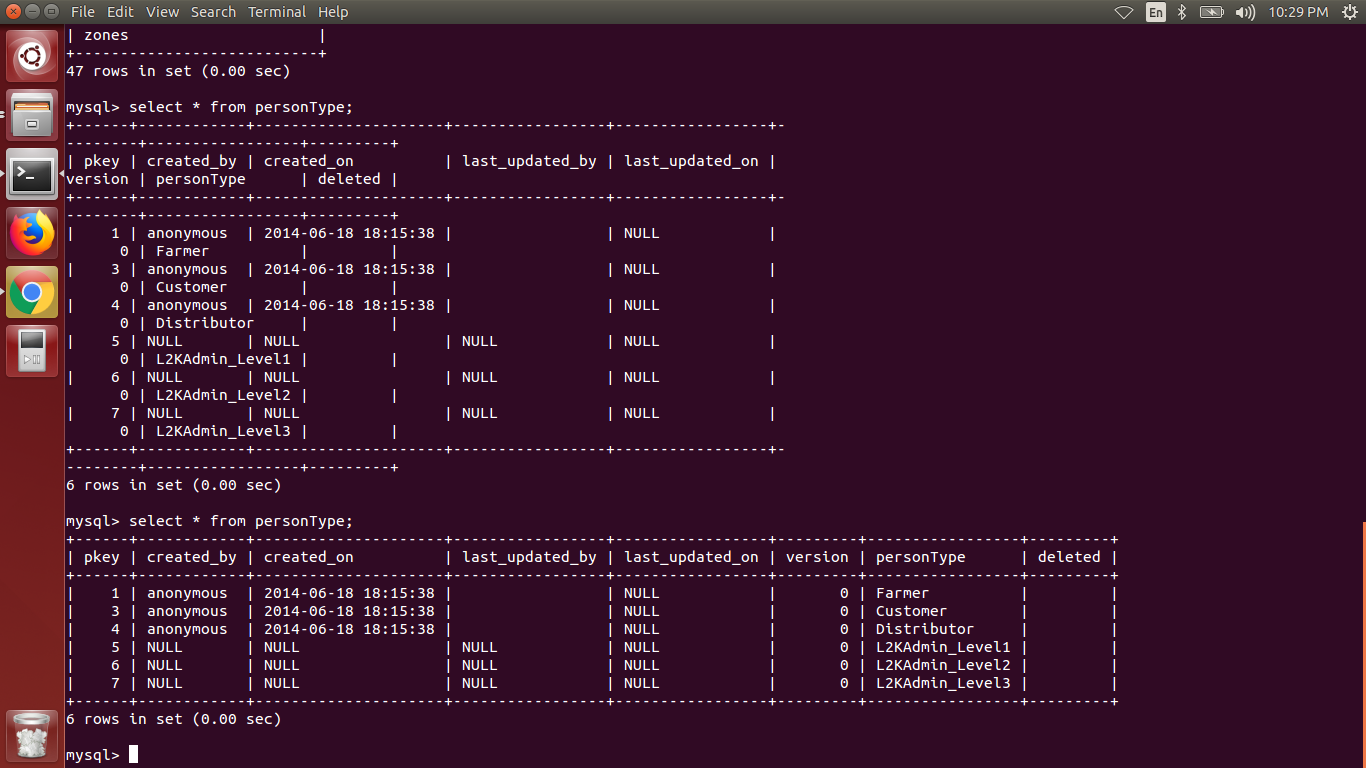 File Edit View Search Terminal Help En 10:29 PM
| zones                     |
+---------------------------+
47 rows in set (0.00 sec)
mysql> select * from personType;
+------+------------+---------------------+-----------------+-----------------+-
--------+-----------------+---------+
| pkey | created_by | created_on          | last_updated_by | last_updated_on |
version | personType      | deleted |
+------+------------+---------------------+-----------------+-----------------+-
--------+-----------------+---------+
|    1 | anonymous  | 2014-06-18 18:15:38 |                 | NULL            |
      0 | Farmer          |         |
|    3 | anonymous  | 2014-06-18 18:15:38 |                 | NULL            |
      0 | Customer        |         |
|    4 | anonymous  | 2014-06-18 18:15:38 |                 | NULL            |
      0 | Distributor     |         |
|    5 | NULL       | NULL                | NULL            | NULL            |
      0 | L2KAdmin_Level1 |         |
|    6 | NULL       | NULL                | NULL            | NULL            |
      0 | L2KAdmin_Level2 |         |
|    7 | NULL       | NULL                | NULL            | NULL            |
      0 | L2KAdmin_Level3 |         |
+------+------------+---------------------+-----------------+-----------------+-
--------+-----------------+---------+
6 rows in set (0.00 sec)
mysql> select * from personType;
+------+------------+---------------------+-----------------+-----------------+---------+-----------------+---------+
| pkey | created_by | created_on          | last_updated_by | last_updated_on | version | personType      | deleted |
+------+------------+---------------------+-----------------+-----------------+---------+-----------------+---------+
|    1 | anonymous  | 2014-06-18 18:15:38 |                 | NULL            |       0 | Farmer          |         |
|    3 | anonymous  | 2014-06-18 18:15:38 |                 | NULL            |       0 | Customer        |         |
|    4 | anonymous  | 2014-06-18 18:15:38 |                 | NULL            |       0 | Distributor     |         |
|    5 | NULL       | NULL                | NULL            | NULL            |       0 | L2KAdmin_Level1 |         |
|    6 | NULL       | NULL                | NULL            | NULL            |       0 | L2KAdmin_Level2 |         |
|    7 | NULL       | NULL                | NULL            | NULL            |       0 | L2KAdmin_Level3 |         |
+------+------------+---------------------+-----------------+-----------------+---------+-----------------+---------+
6 rows in set (0.00 sec)
mysql>